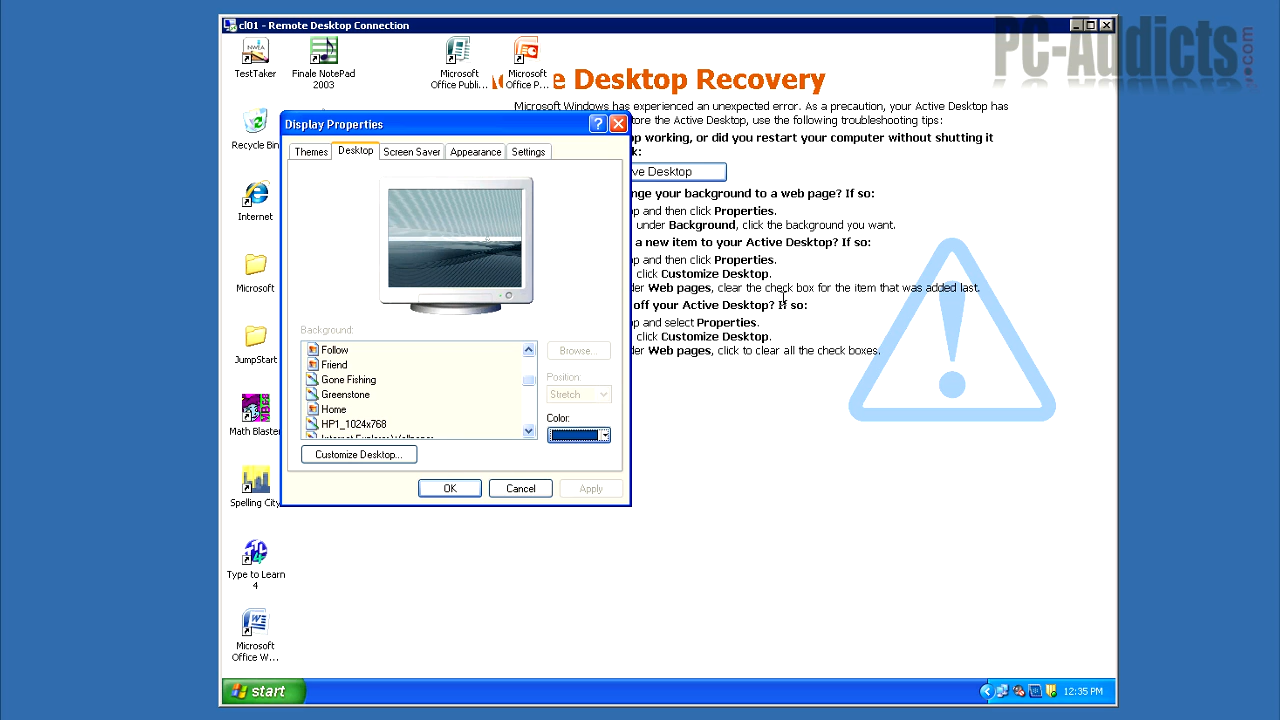 cl01 - Remote Desktop Connection
PC-Addicts.com
TestTaker
Finale NotePad
2003
Microsoft
Office Publi...
Microsoft
Office P...
e Desktop Recovery
Microsoft Windows has experienced an unexpected error. As a precaution, your Active Desktop has
tore the Active Desktop, use the following troubleshooting tips:
op working, or did you restart your computer without shutting it
k:
ve Desktop
nge your background to a web page? If so:
op and then click Properties.
under Background, click the background you want.
a new item to your Active Desktop? If so:
op and then click Properties.
click Customize Desktop.
der Web pages, clear the check box for the item that was added last.
off your Active Desktop? If so:
op and select Properties.
click Customize Desktop.
der Web pages, click to clear all the check boxes.
Recycle Bin
Internet
Microsoft
JumpStart
Math Blaster
Spelling City
Type to Learn
4
Microsoft
Office W...
Display Properties
Themes
Desktop
Screen Saver
Appearance
Settings
Background:
Follow
Friend
Gone Fishing
Greenstone
Home
HP1_1024x768
Internet Explorer Wallpaper
Browse...
Position:
Stretch
Color:
Customize Desktop...
OK
Cancel
Apply
start
12:35 PM